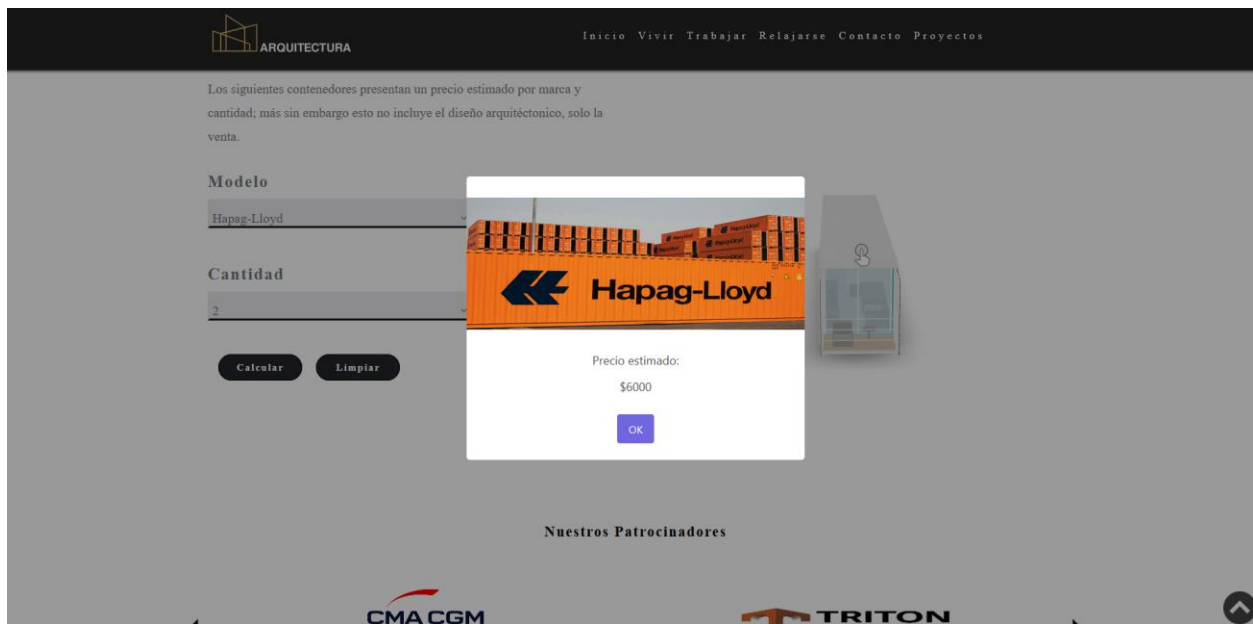 ARQUITECTURA
Inicio Vivir Trabajar Relajarse Contacto Proyectos
Los siguientes contenedores presentan un precio estimado por marca y
cantidad; más sin embargo esto no incluye el diseño arquitéctonico, solo la
venta.
Modelo
Hapag-Lloyd
Cantidad
2
Calcular Limpiar
Hapag-Lloyd
Precio estimado:
$6000
OK
Nuestros Patrocinadores
CMA CGM
TRITON